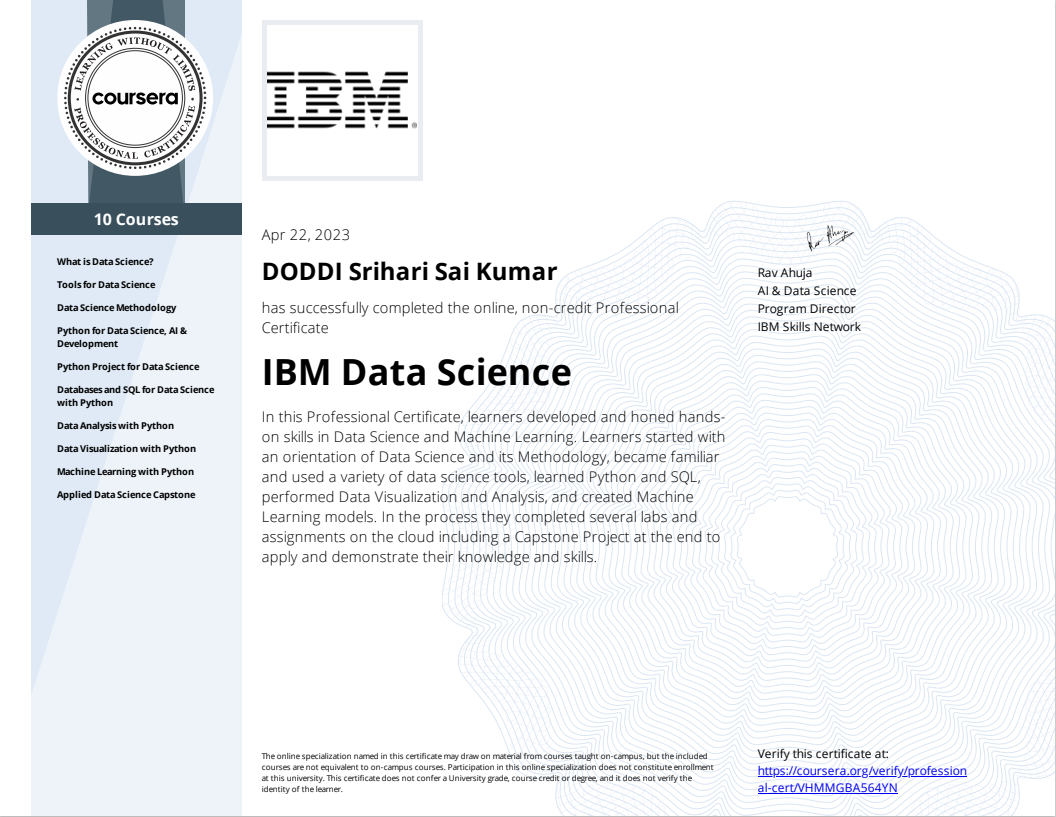 LEARNING WITHOUT LIMITS
coursera
PROFESSIONAL CERTIFICATE
10 Courses
What is Data Science?
Tools for Data Science
Data Science Methodology
Python for Data Science, AI &
Development
Python Project for Data Science
Databases and SQL for Data Science
with Python
Data Analysis with Python
Data Visualization with Python
Machine Learning with Python
Applied Data Science Capstone
IBM®
Apr 22, 2023
DODDI Srihari Sai Kumar
has successfully completed the online, non-credit Professional
Certificate
IBM Data Science
In this Professional Certificate, learners developed and honed hands-
on skills in Data Science and Machine Learning. Learners started with
an orientation of Data Science and its Methodology, became familiar
and used a variety of data science tools, learned Python and SQL,
performed Data Visualization and Analysis, and created Machine
Learning models. In the process they completed several labs and
assignments on the cloud including a Capstone Project at the end to
apply and demonstrate their knowledge and skills.
Rav Ahuja
Rav Ahuja
AI & Data Science
Program Director
IBM Skills Network
The online specialization named in this certificate may draw on material from courses taught on-campus, but the included
courses are not equivalent to on-campus courses. Participation in this online specialization does not constitute enrollment
at this university. This certificate does not confer a University grade, course credit or degree, and it does not verify the
identity of the learner.
Verify this certificate at:
https://coursera.org/verify/profession
al-cert/VHMMGBA564YN